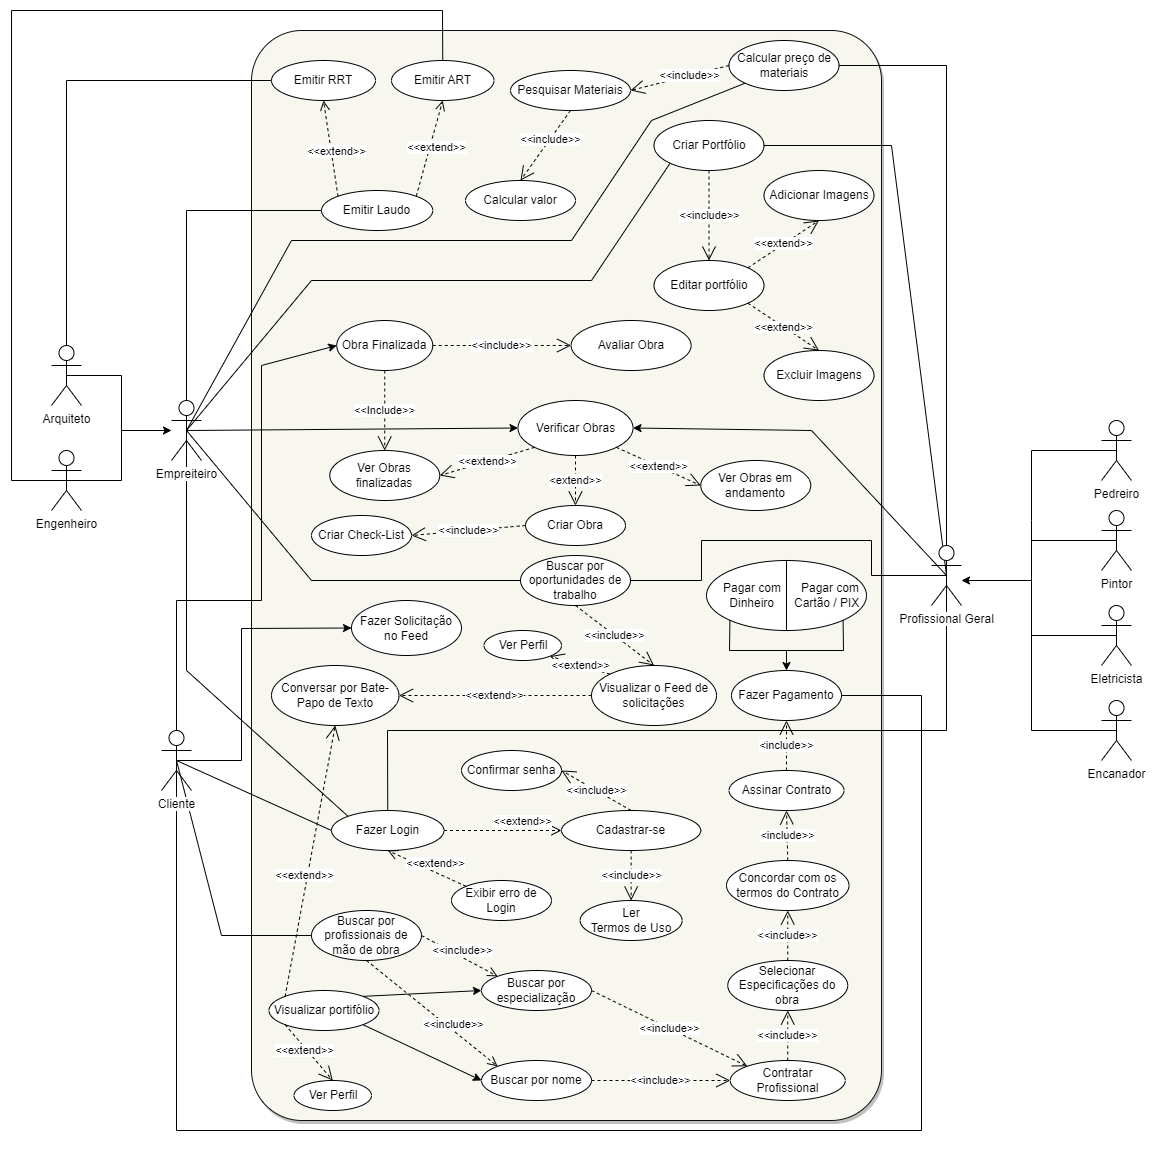 Calcular preço de
materiais
Emitir RRT
Emitir ART
<<include>>
Pesquisar Materiais
<<include>>
Criar Portfólio
<<extend>>
<<extend>>
Adicionar Imagens
Calcular valor
Emitir Laudo
<<include>>
<<extend>>
Editar portfólio
<<extend>>
Obra Finalizada
<<include>>
Avaliar Obra
Excluir Imagens
<<Include>>
Arquiteto
Verificar Obras
Empreiteiro
<<extend>>
<<extend>>
Ver Obras
finalizadas
<extend>>
Ver Obras em
andamento
Pedreiro
Engenheiro
Criar Check-List
<<include>>
Criar Obra
Buscar por
oportunidades de
trabalho
Pagar com
Dinheiro
Pagar com
Cartão / PIX
Pintor
Profissional Geral
Fazer Solicitação
no Feed
<<include>>
Ver Perfil
<<extend>>
Conversar por Bate-
Papo de Texto
<<extend>>
Visualizar o Feed de
solicitações
Fazer Pagamento
Eletricista
<include>>
Confirmar senha
Encanador
<<include>>
Assinar Contrato
Cliente
Fazer Login
<<extend>>
Cadastrar-se
<include>>
<<extend>>
<<extend>>
<<include>>
Concordar com os
termos do Contrato
Exibir erro de
Login
Ler
Termos de Uso
Buscar por
profissionais de
mão de obra
<<include>>
<<include>>
Buscar por
especialização
Selecionar
Especificações do
obra
Visualizar portifólio
<<include>>
<<include>>
<<include>>
<<extend>>
Buscar por nome
<<include>>
Contratar
Profissional
Ver Perfil